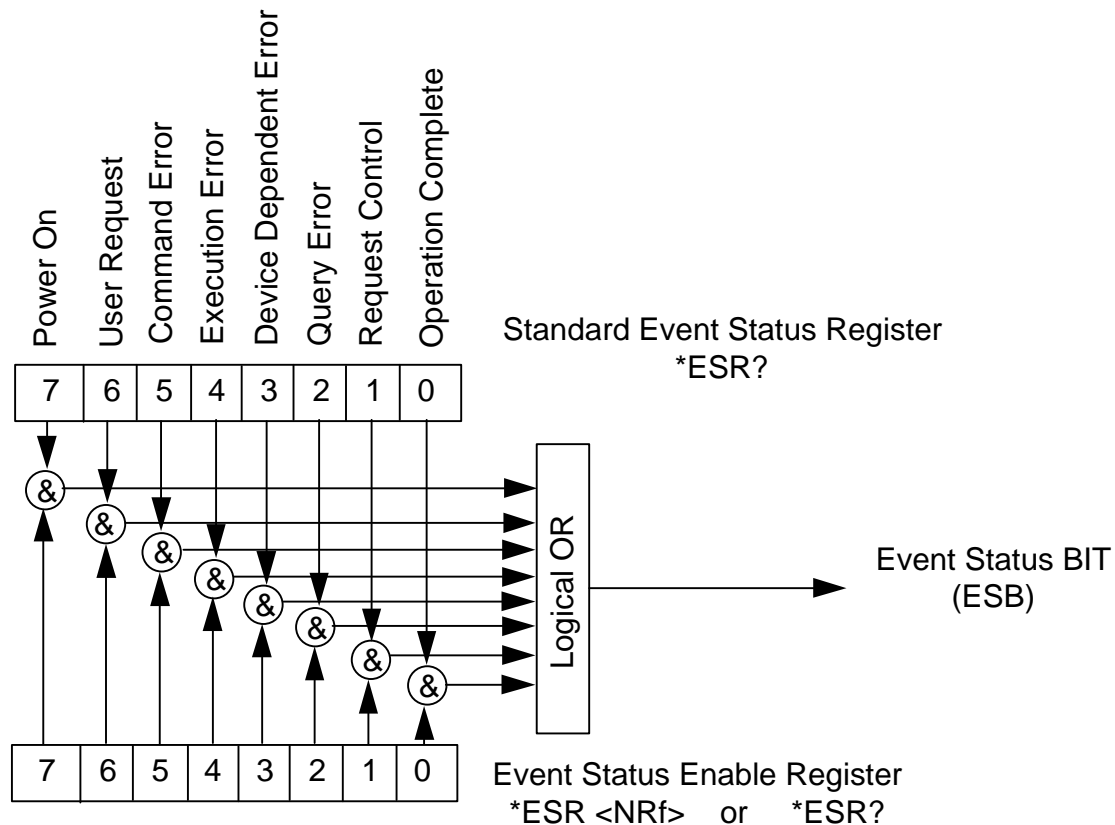 Power On
User Request
Command Error
Execution Error
Device Dependent Error
Query Error
Request Control
Operation Complete
Standard Event Status Register
*ESR?
7 6 5 4 3 2 1 0
&
&
&
&
&
&
&
&
Logical OR
Event Status BIT
(ESB)
7 6 5 4 3 2 1 0
Event Status Enable Register
*ESR <NRf> or *ESR?